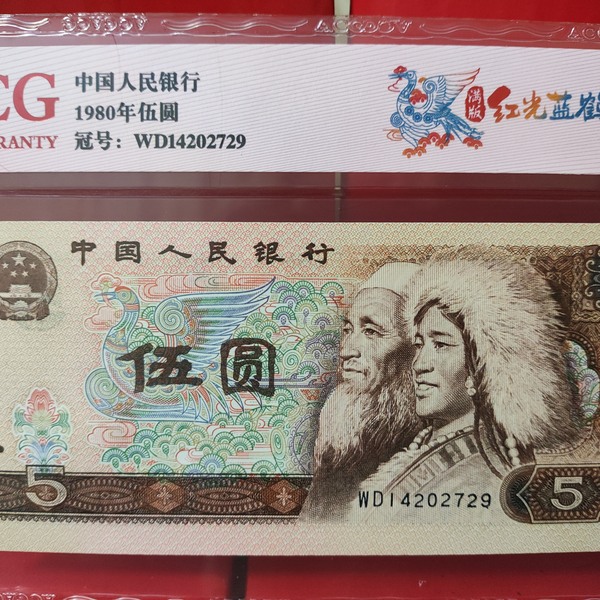 CG
RANTY
中国人民银行
1980年伍圆
冠号：WD14202729
满版
红光蓝鹤
中国人民银行
伍圆
WD14202729
5
5